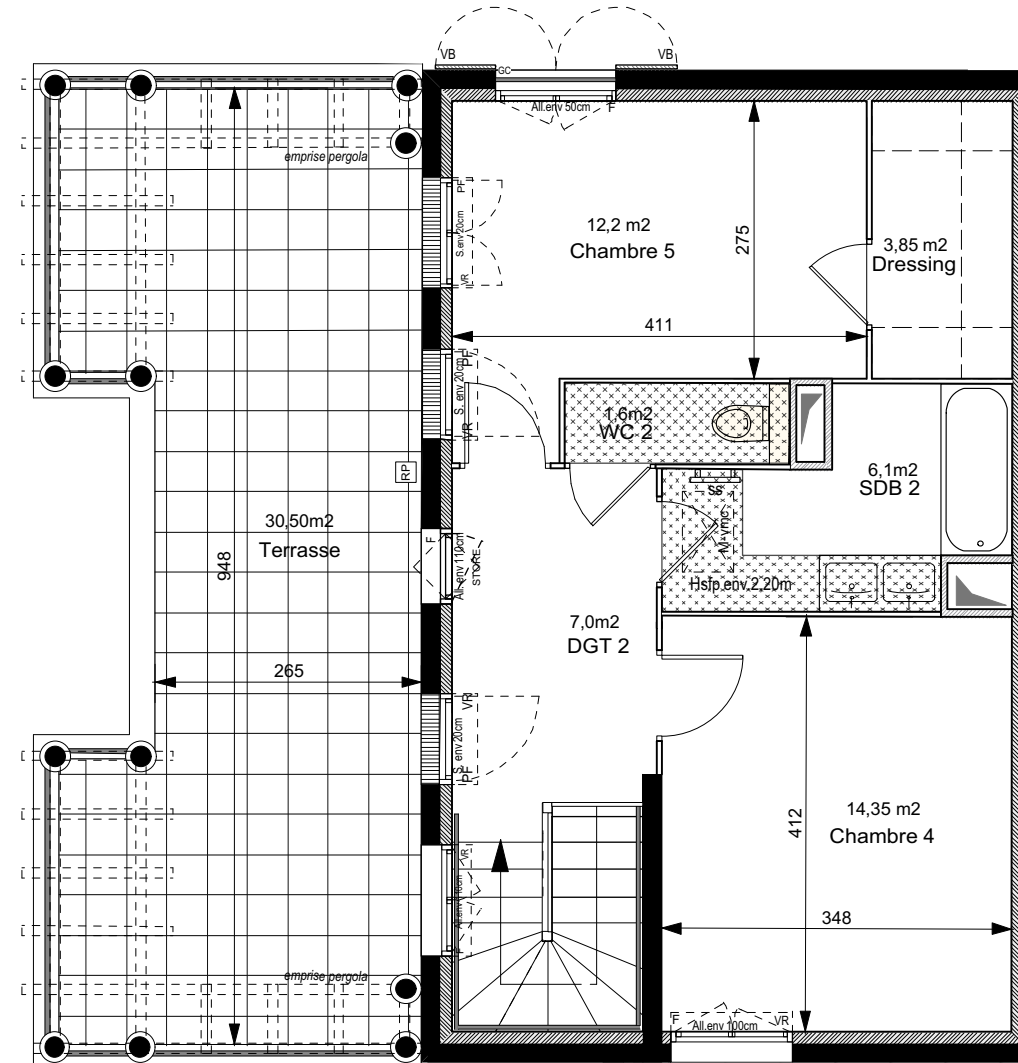 VB
VB
GC
All.env 50cm
F
emprise pergola
PF
S.env 20cm
VR
12,2 m2
Chambre 5
275
3,85 m2
Dressing
411
PF
S. env 20cm
VR
1,6m2
WC 2
6,1m2
SDB 2
RP
SS
M-vmc
30,50m2
Terrasse
948
F
All.env 110cm
STORE
Hsfp.env.2,20m
7,0m2
DGT 2
265
VR
S. env 20cm
PF
14,35 m2
Chambre 4
412
VR
F
348
emprise pergola
F
All.env 100cm
VR